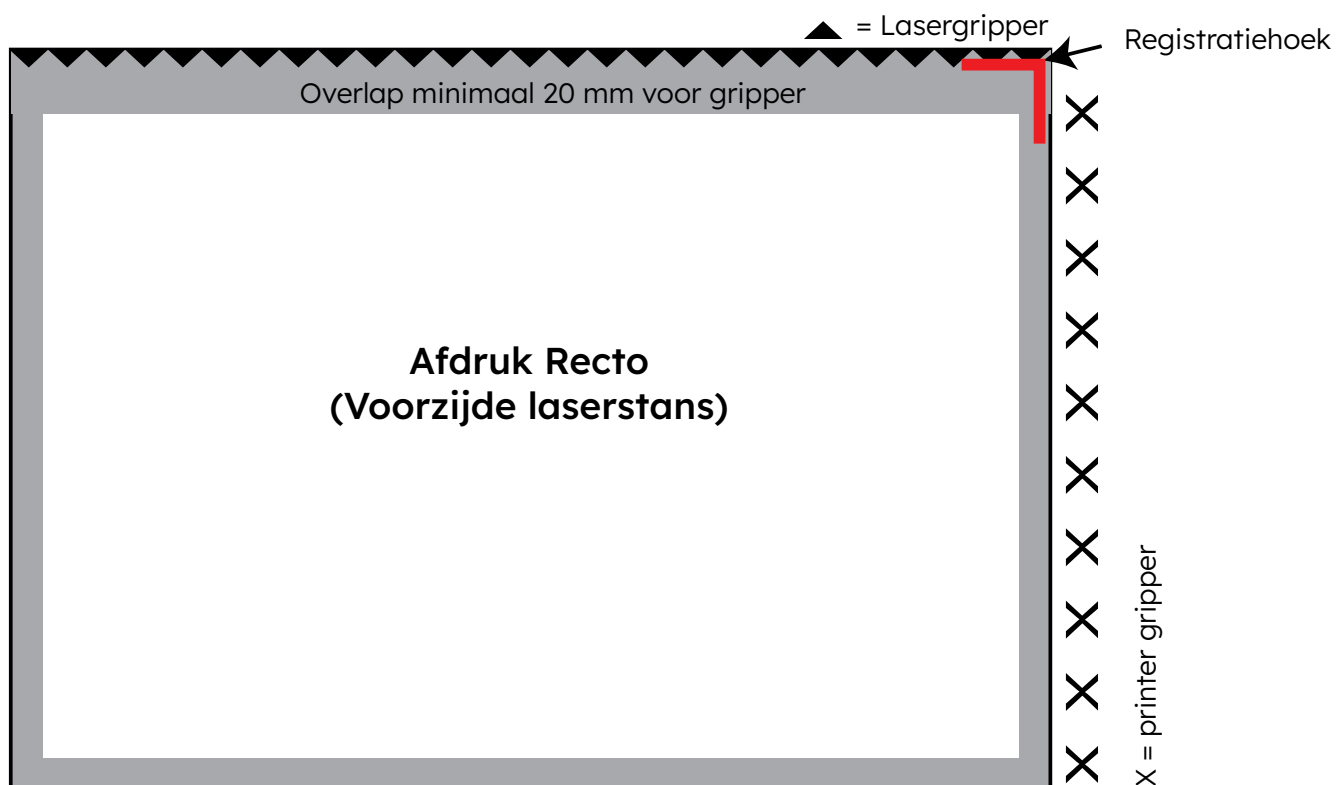 = Lasergripper
Registratiehoek
Overlap minimaal 20 mm voor gripper
Afdruk Recto
(Voorzijde laserstans)
X = printer gripper